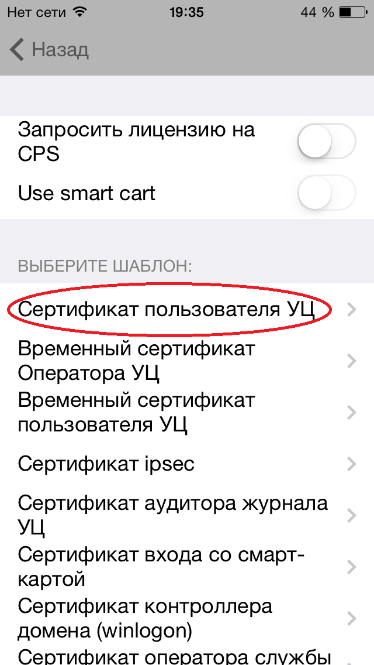 Нет сети 19:35 44 %
Назад
Запросить лицензию на
CPS
Use smart cart
ВЫБЕРИТЕ ШАБЛОН:
Сертификат пользователя УЦ
Временный сертификат
Оператора УЦ
Временный сертификат
пользователя УЦ
Сертификат ipsec
Сертификат аудитора журнала
УЦ
Сертификат входа со смарт-
картой
Сертификат контроллера
домена (winlogon)
Сертификат оператора службы